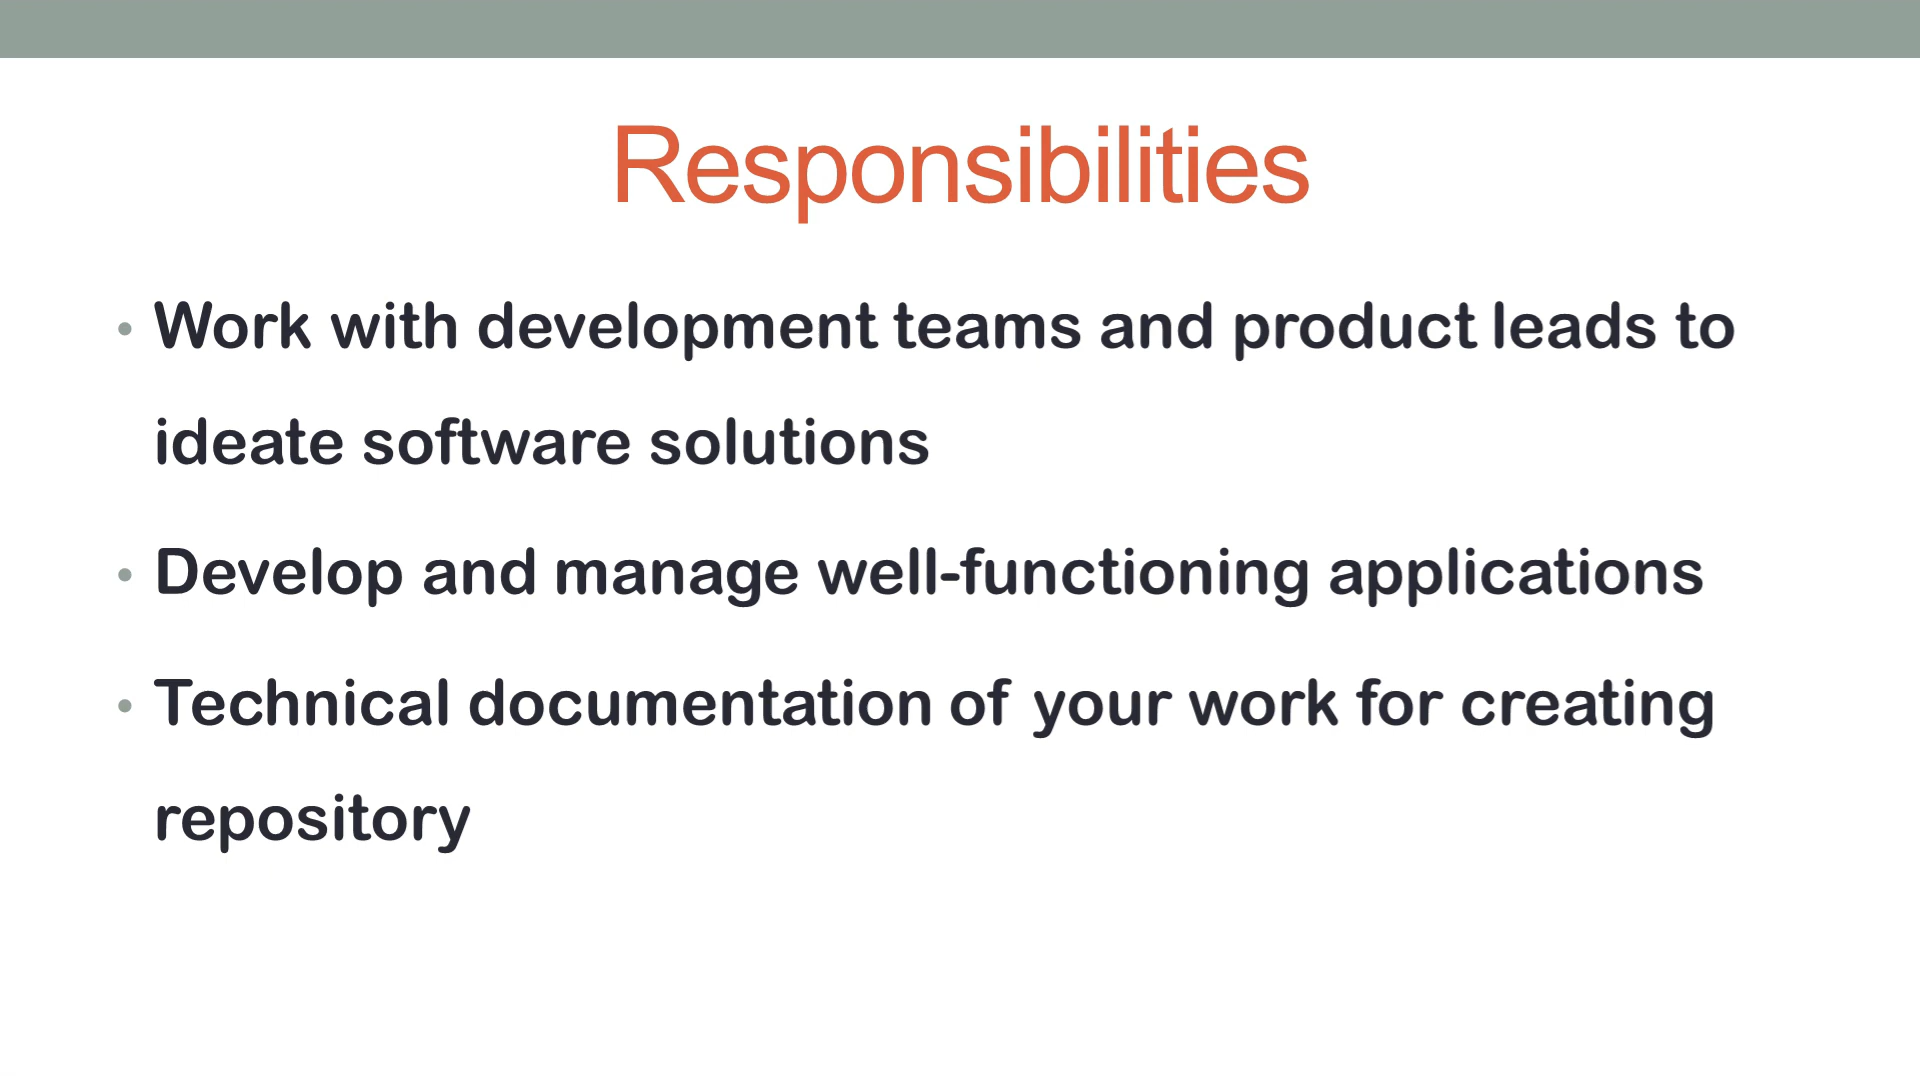 Responsibilities
• Work with development teams and product leads to
ideate software solutions
• Develop and manage well-functioning applications
• Technical documentation of your work for creating
repository